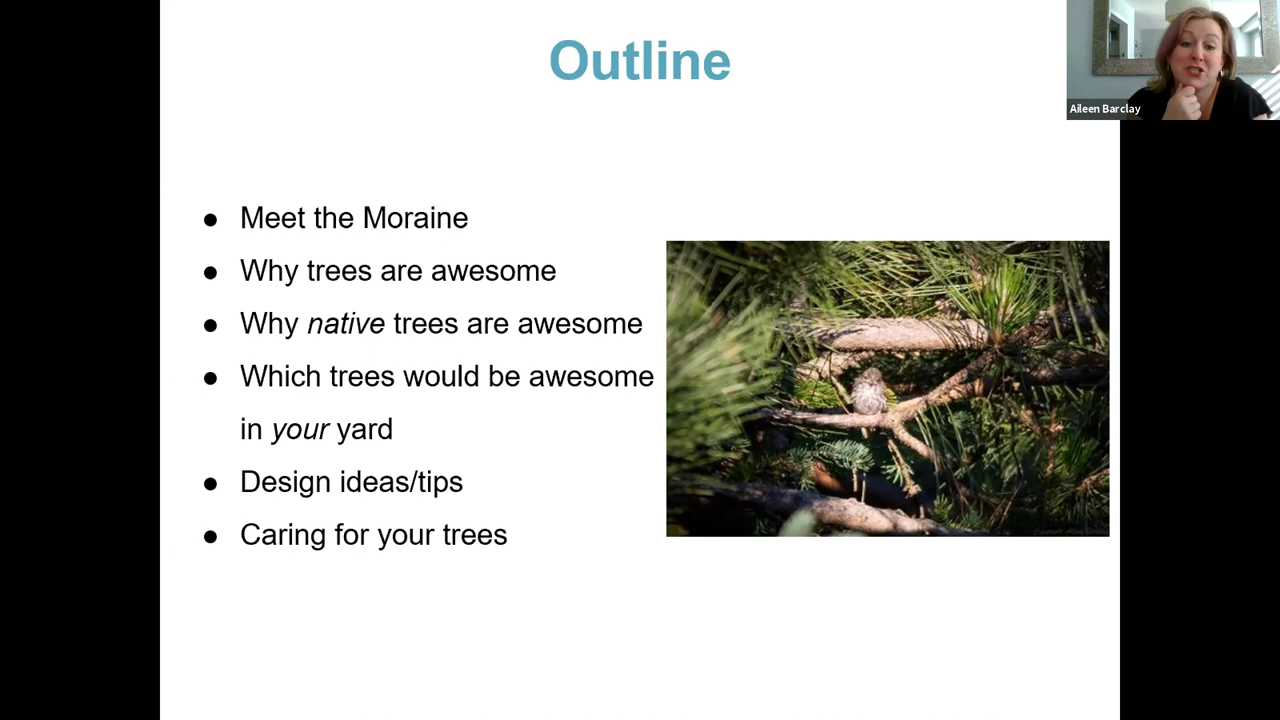 Outline
Aileen Barclay
● Meet the Moraine
● Why trees are awesome
● Why native trees are awesome
● Which trees would be awesome
in your yard
● Design ideas/tips
● Caring for your trees